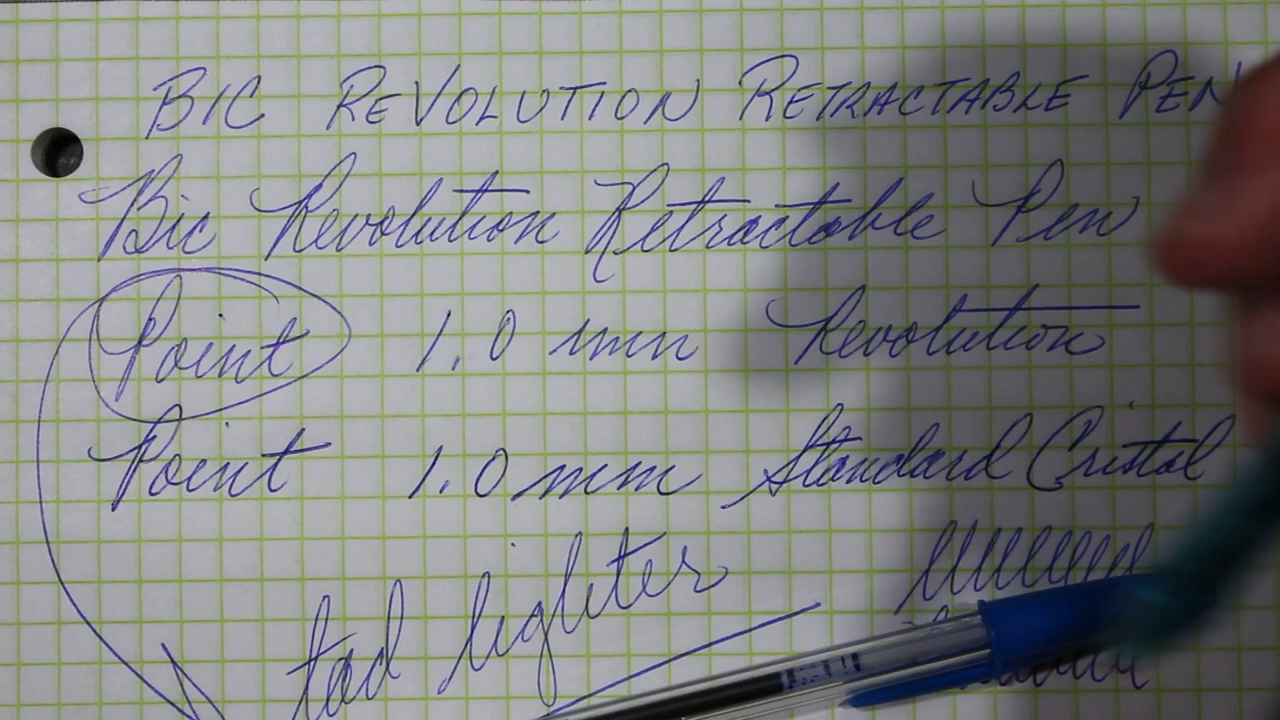 BIC REVOLUTION RETRACTABLE PEN
Bic Revolution Retractable Pen
Point 1.0 mm Revolution
Point 1.0 mm Standard Cristal
tad lighter